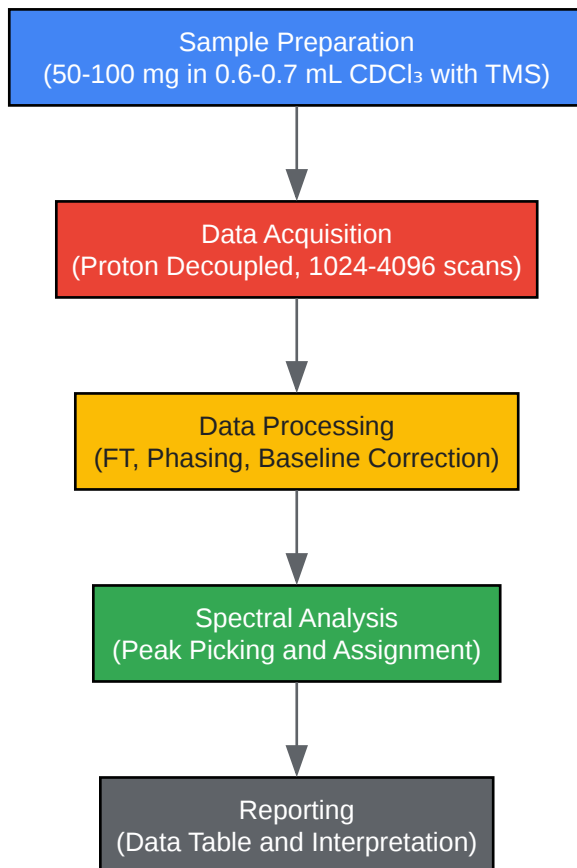 Sample Preparation
(50-100 mg in 0.6-0.7 mL CDCl₃ with TMS)
Data Acquisition
(Proton Decoupled, 1024-4096 scans)
Data Processing
(FT, Phasing, Baseline Correction)
Spectral Analysis
(Peak Picking and Assignment)
Reporting
(Data Table and Interpretation)